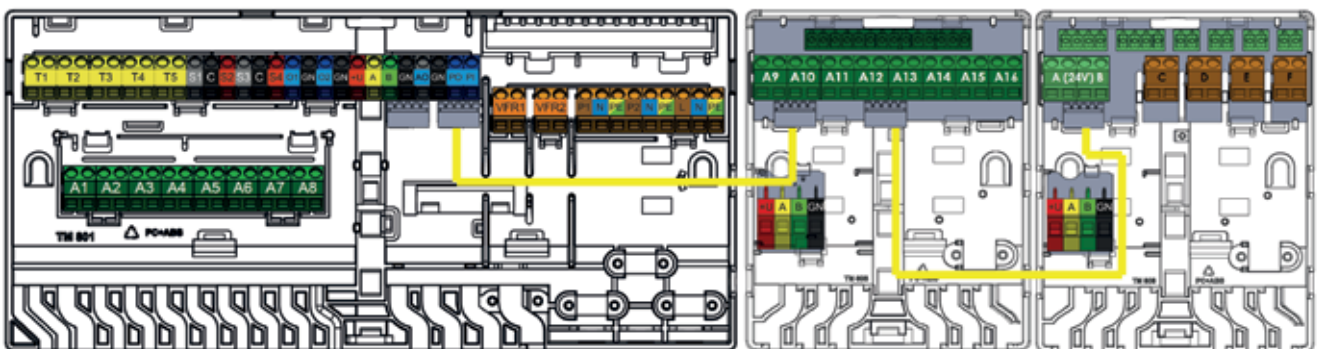 T1 T2 T3 T4 T5 S1 C S2 S3 C S4 O1 GN O2 GN +U A B GN AO GN PO PI
VFR1 VFR2 P1 N PE P2 N PE L N PE
A1 A2 A3 A4 A5 A6 A7 A8
TM 801 PC+ABS
A9 A10 A11 A12 A13 A14 A15 A16
+U A B GN
A (24V) B C D E F
+U A B GN
PC+ABS